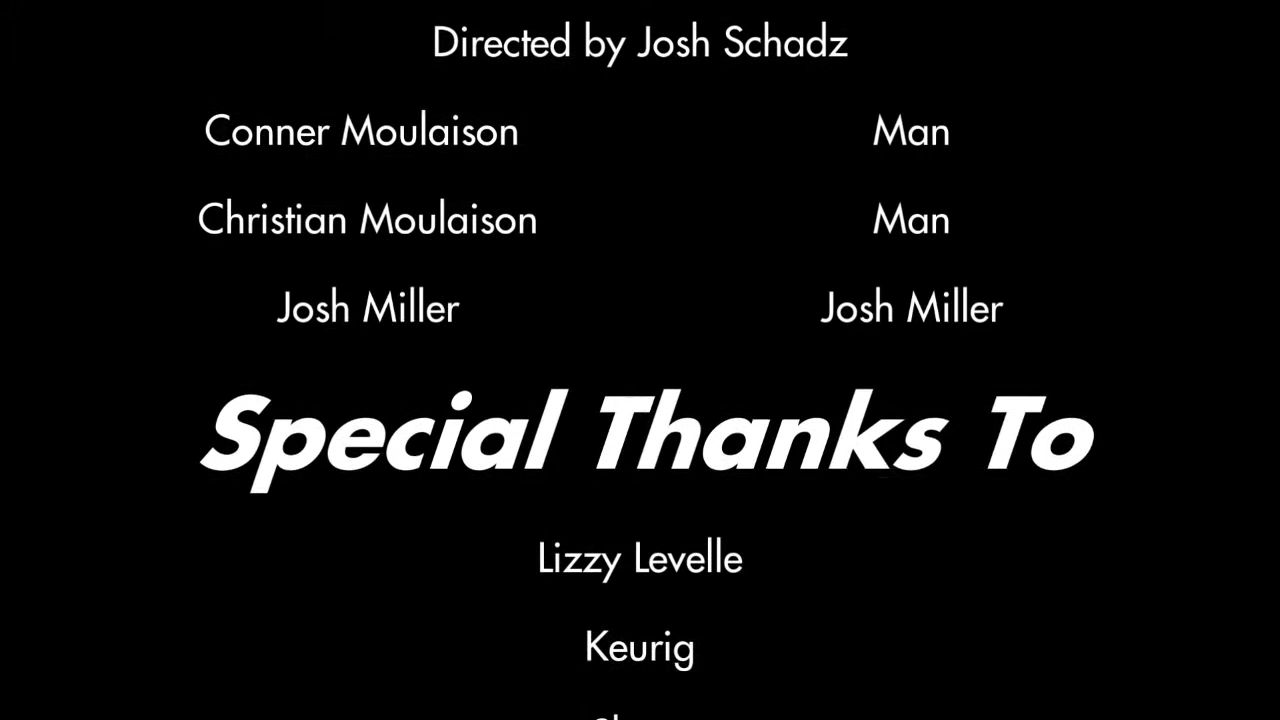 Directed by Josh Schadz
Conner Moulaison Man
Christian Moulaison Man
Josh Miller Josh Miller
Special Thanks To
Lizzy Levelle
Keurig